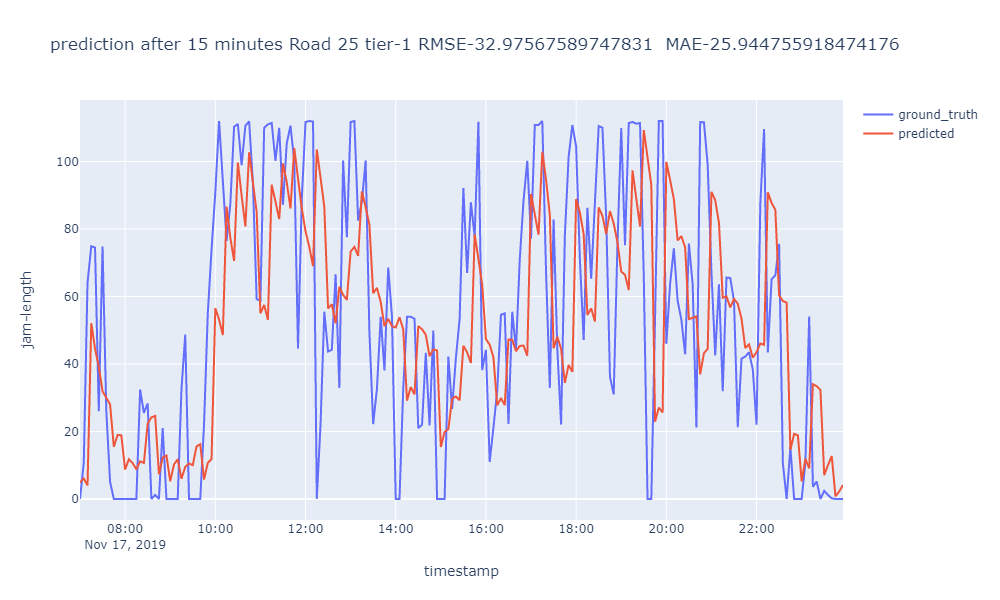 prediction after 15 minutes Road 25 tier-1 RMSE-32.97567589747831  MAE-25.944755918474176
ground_truth
predicted
jam-length
100
80
60
40
20
0
08:00 10:00 12:00 14:00 16:00 18:00 20:00 22:00
Nov 17, 2019
timestamp